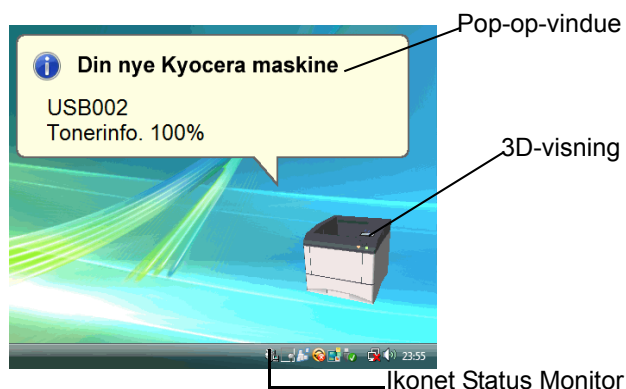 Pop-op-vindue
Din nye Kyocera maskine
USB002
Tonerinfo. 100%
3D-visning
23:55
Ikonet Status Monitor